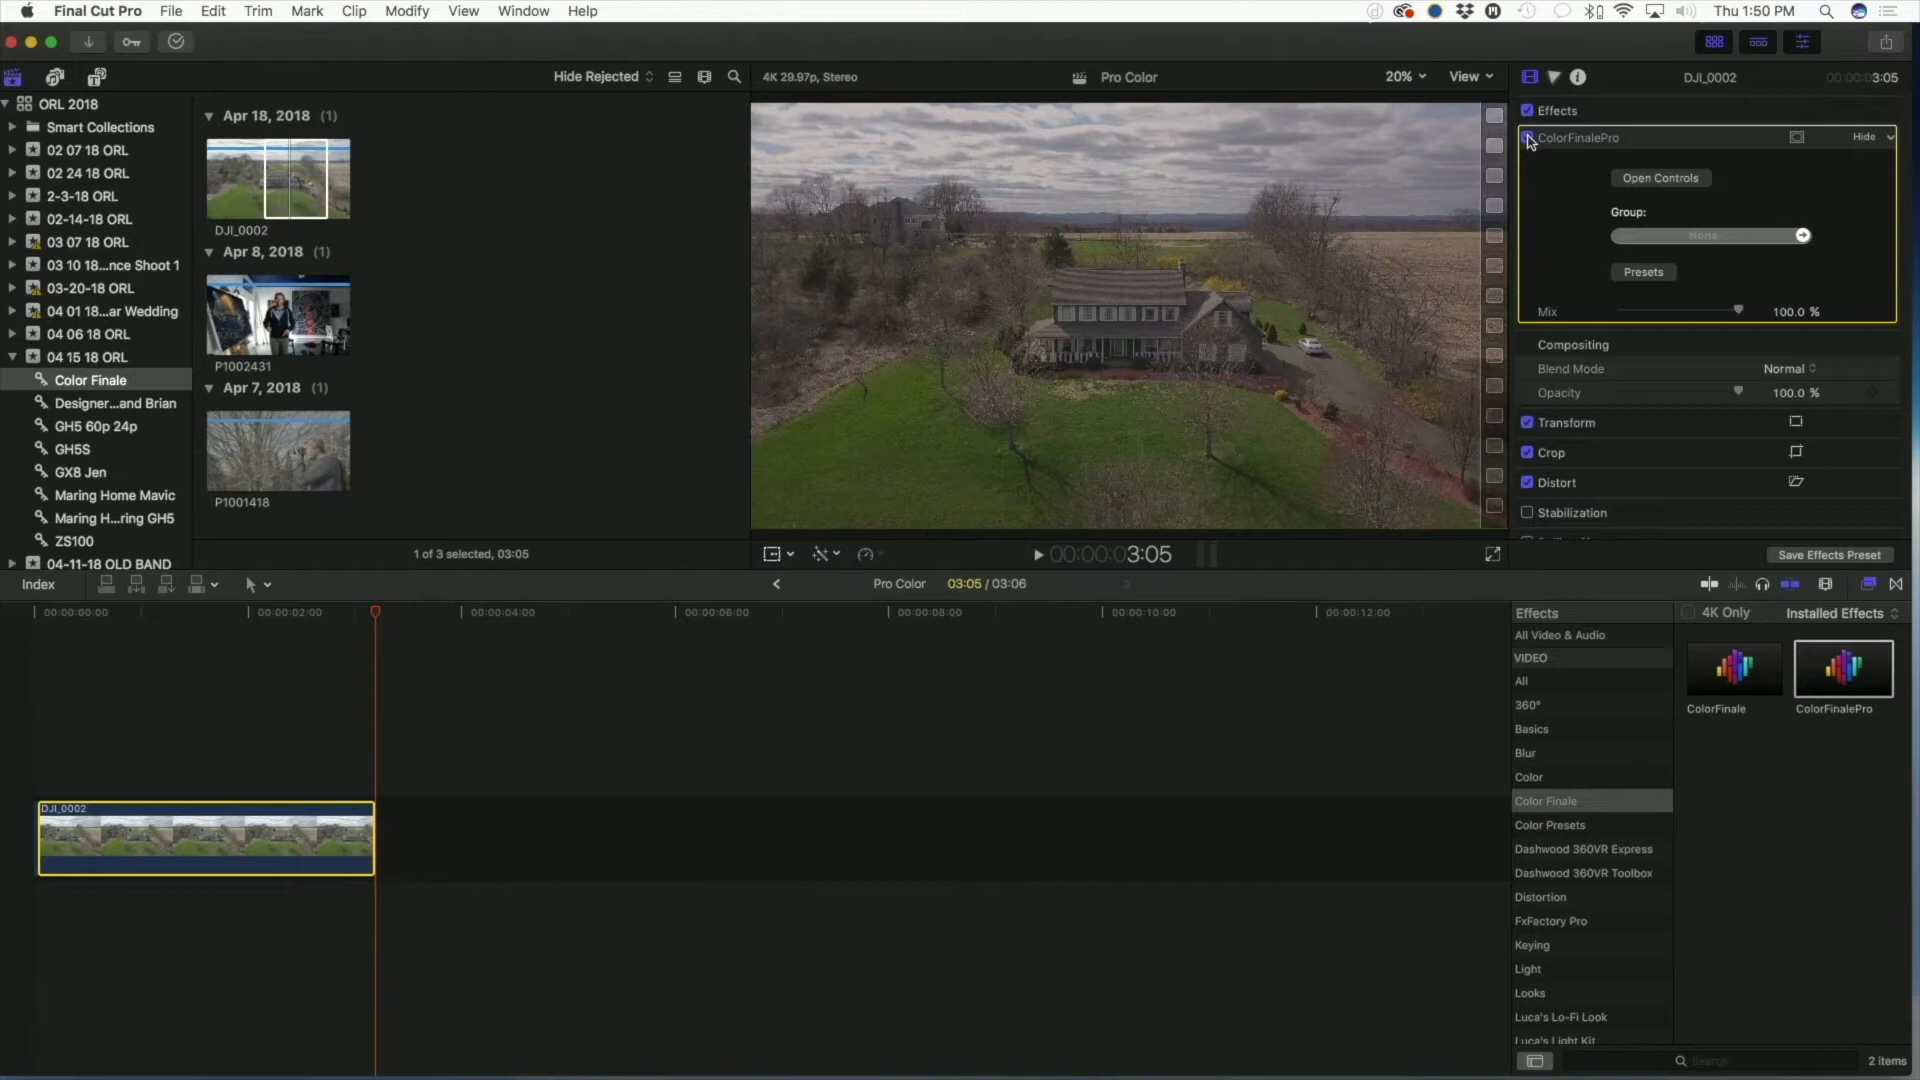 Final Cut Pro File Edit Trim Mark Clip Modify View Window Help Thu 1:50 PM
Hide Rejected
4K 29.97p, Stereo Pro Color 20% View
DJI_0002 00:00:03:05
ORL 2018
Smart Collections
02 07 18 ORL
02 24 18 ORL
2-3-18 ORL
02-14-18 ORL
03 07 18 ORL
03 10 18...nce Shoot 1
03-20-18 ORL
04 01 18...ar Wedding
04 06 18 ORL
04 15 18 ORL
Color Finale
Designer...and Brian
GH5 60p 24p
GH5S
GX8 Jen
Maring Home Mavic
Maring H...ring GH5
ZS100
04-11-18 OLD BAND
Apr 18, 2018 (1)
DJI_0002
Apr 8, 2018 (1)
P1002431
Apr 7, 2018 (1)
P1001418
1 of 3 selected, 03:05
00:00:00 3:05
Effects
ColorFinalePro Hide
Open Controls
Group:
None
Presets
Mix 100.0 %
Compositing
Blend Mode Normal
Opacity 100.0 %
Transform
Crop
Distort
Stabilization
Save Effects Preset
Index Pro Color 03:05 / 03:06
00:00:00:00 00:00:02:00 00:00:04:00 00:00:06:00 00:00:08:00 00:00:10:00 00:00:12:00
DJI_0002
Effects 4K Only Installed Effects
All Video & Audio
VIDEO
All
360°
Basics
Blur
Color
Color Finale
Color Presets
Dashwood 360VR Express
Dashwood 360VR Toolbox
Distortion
FxFactory Pro
Keying
Light
Looks
Luca's Lo-Fi Look
Luca's Light Kit
ColorFinale ColorFinalePro
Search 2 items